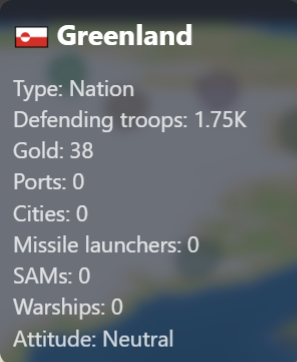 Greenland
Type: Nation
Defending troops: 1.75K
Gold: 38
Ports: 0
Cities: 0
Missile launchers: 0
SAMs: 0
Warships: 0
Attitude: Neutral